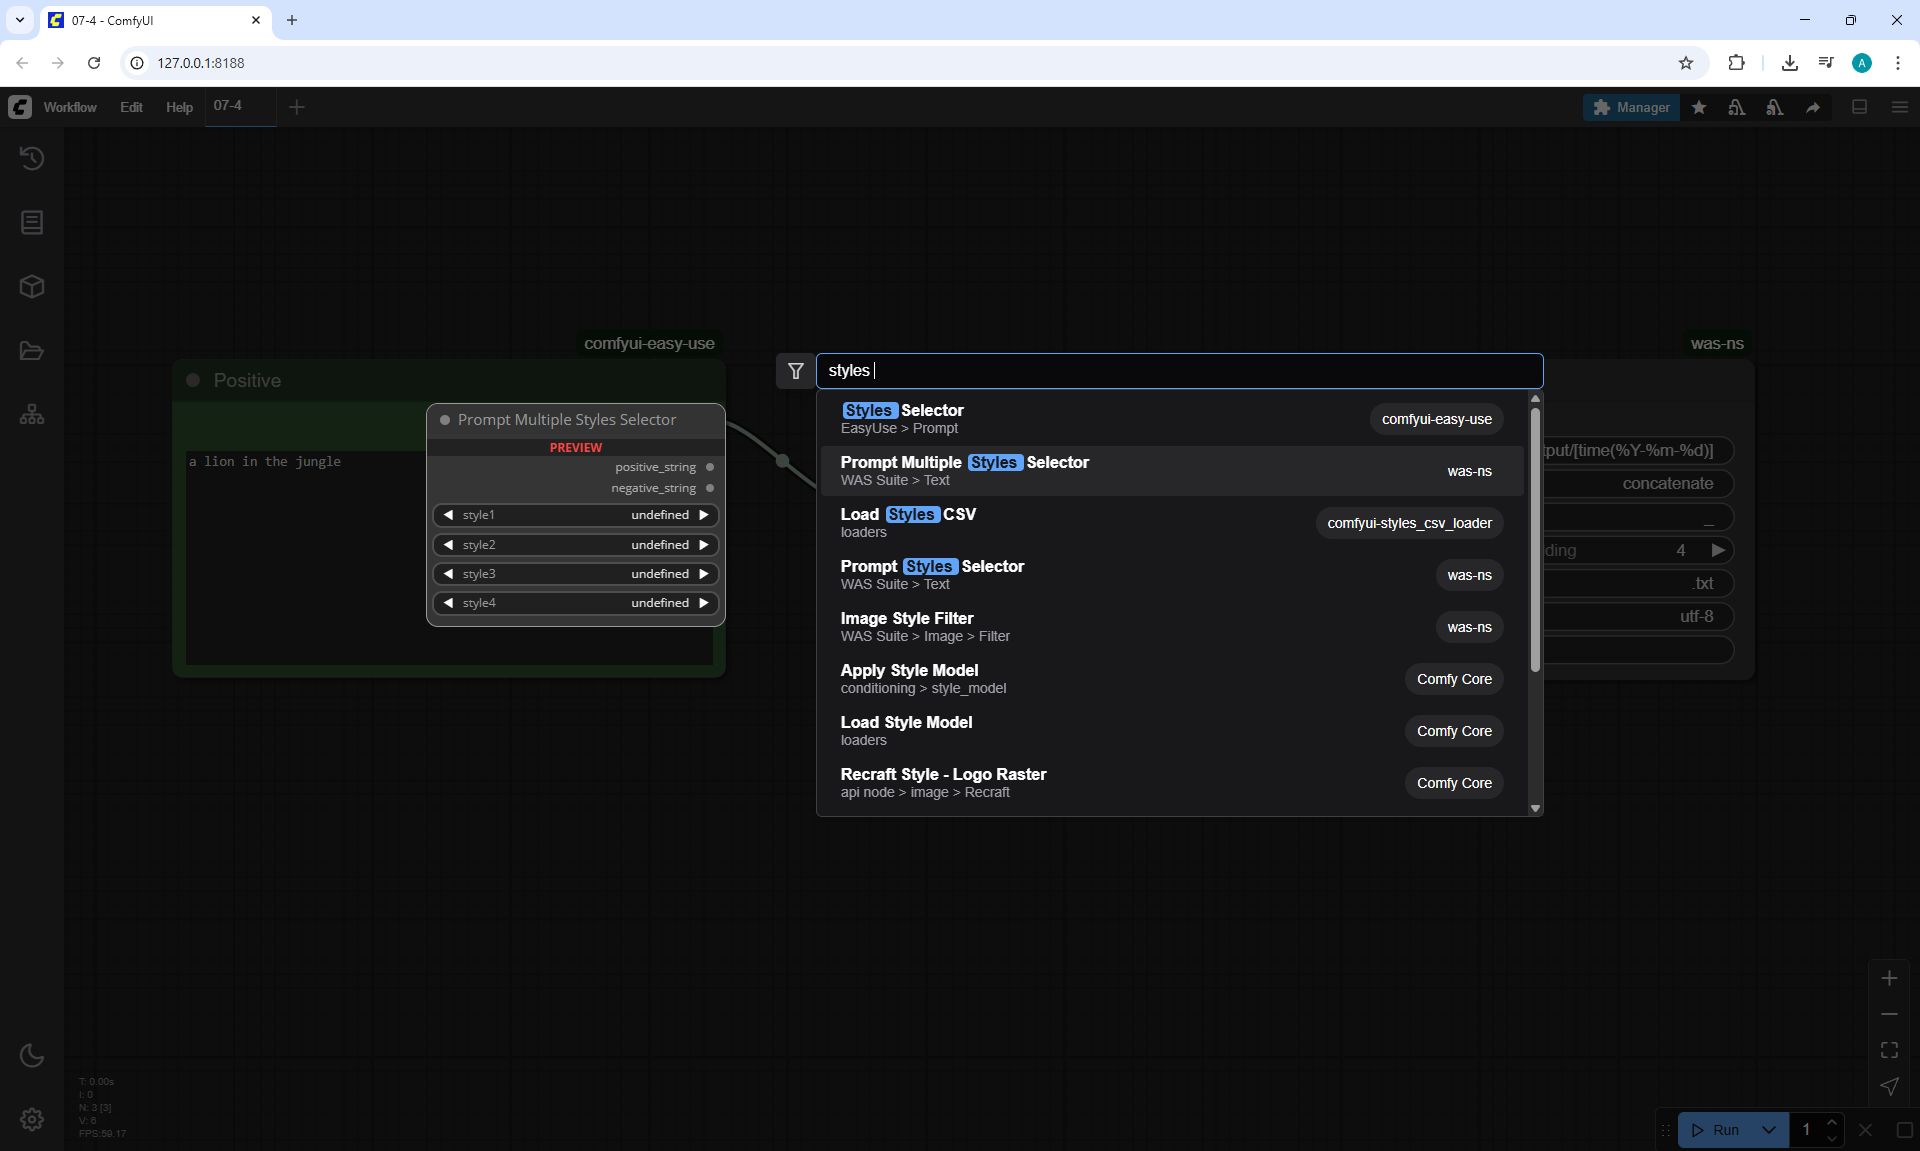 07-4 - ComfyUI
127.0.0.1:8188
A
Workflow
Edit
Help
07-4
Manager
comfyui-easy-use
was-ns
Positive
a lion in the jungle
Prompt Multiple Styles Selector
PREVIEW
positive_string
negative_string
style1 undefined
style2 undefined
style3 undefined
style4 undefined
styles
Styles Selector
EasyUse > Prompt
comfyui-easy-use
Prompt Multiple Styles Selector
WAS Suite > Text
was-ns
Load Styles CSV
loaders
comfyui-styles_csv_loader
Prompt Styles Selector
WAS Suite > Text
was-ns
Image Style Filter
WAS Suite > Image > Filter
was-ns
Apply Style Model
conditioning > style_model
Comfy Core
Load Style Model
loaders
Comfy Core
Recraft Style - Logo Raster
api node > image > Recraft
Comfy Core
tput/[time(%Y-%m-%d)]
concatenate
_
ding 4
.txt
utf-8
T: 0.00s
I: 0
N: 3 [3]
V: 6
FPS:59.17
Run
1